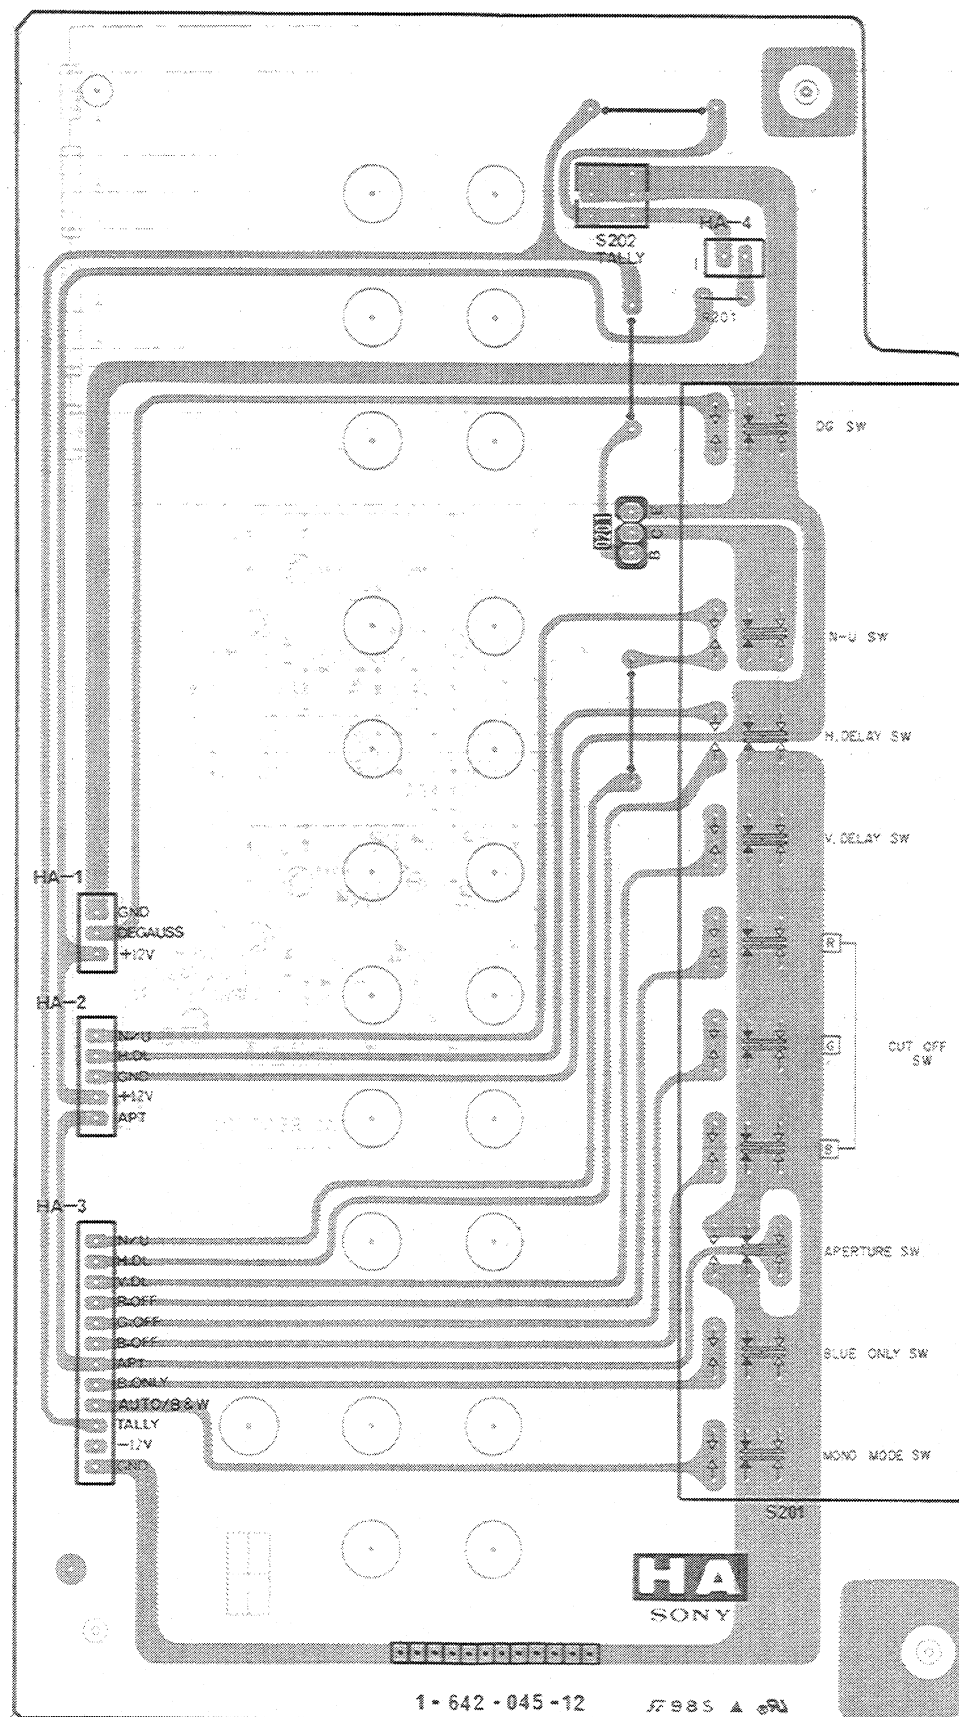 S202
TALLY
HA-4
1
R201
DG SW
E
C
B
N-U SW
H.DELAY SW
V.DELAY SW
HA-1
GND
DEGAUSS
+12V
R
HA-2
N/U
H.DL
GND
+12V
APT
G
CUT OFF
SW
B
HA-3
N/U
H.DL
V.DL
R.OFF
G.OFF
B.OFF
APT
B.ONLY
AUTO/B&W
TALLY
-12V
GND
APERTURE SW
BLUE ONLY SW
MONO MODE SW
S201
HA
SONY
1-642-045-12
98S